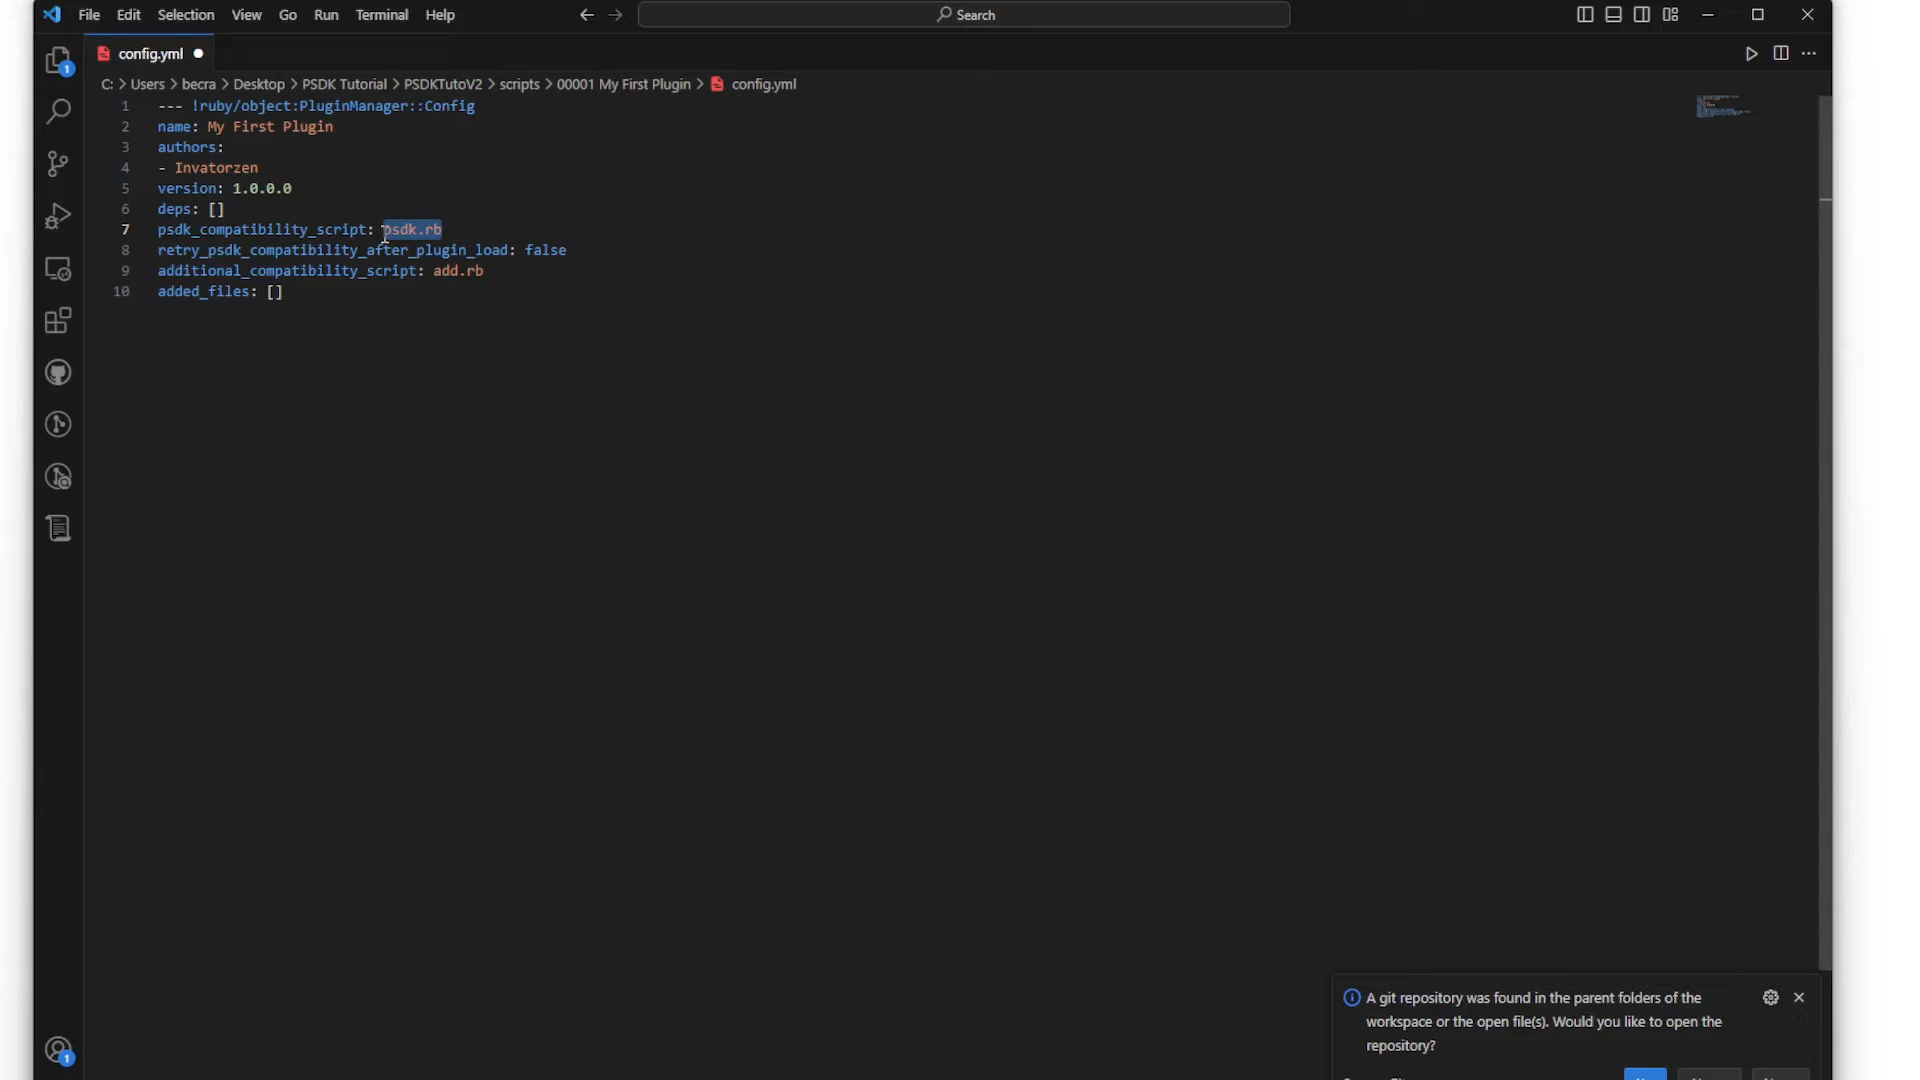 File Edit Selection View Go Run Terminal Help Search
1
config.yml
C: > Users > becra > Desktop > PSDK Tutorial > PSDKTutoV2 > scripts > 00001 My First Plugin > config.yml
1 --- !ruby/object:PluginManager::Config
2 name: My First Plugin
3 authors:
4 - Invatorzen
5 version: 1.0.0.0
6 deps: []
7 psdk_compatibility_script: psdk.rb
8 retry_psdk_compatibility_after_plugin_load: false
9 additional_compatibility_script: add.rb
10 added_files: []
A git repository was found in the parent folders of the
workspace or the open file(s). Would you like to open the
repository?
1